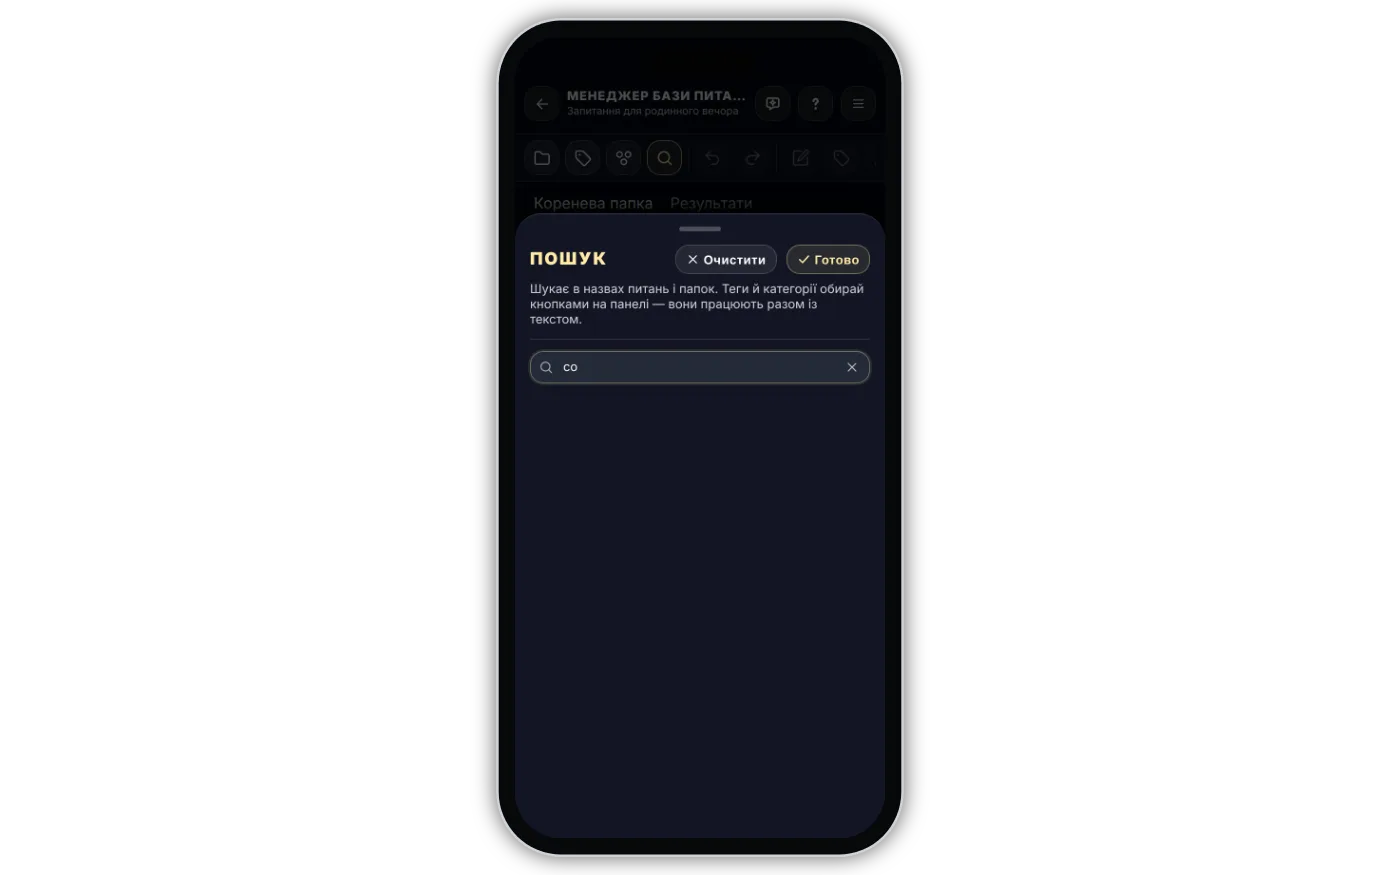 МЕНЕДЖЕР БАЗИ ПИТА...
Запитання для родинного вечора
?
Коренева папка Результати
ПОШУК
Очистити
Готово
Шукає в назвах питань і папок. Теги й категорії обирай
кнопками на панелі — вони працюють разом із
текстом.
со